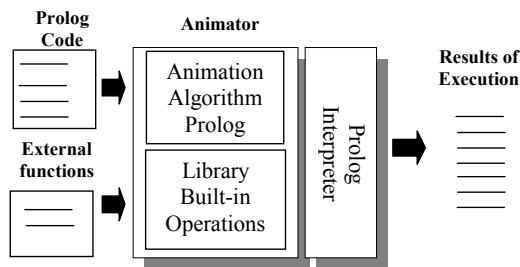 Prolog
Code
Animator
Results of
Execution
Animation
Algorithm
Prolog
Prolog
Interpreter
External
functions
Library
Built-in
Operations